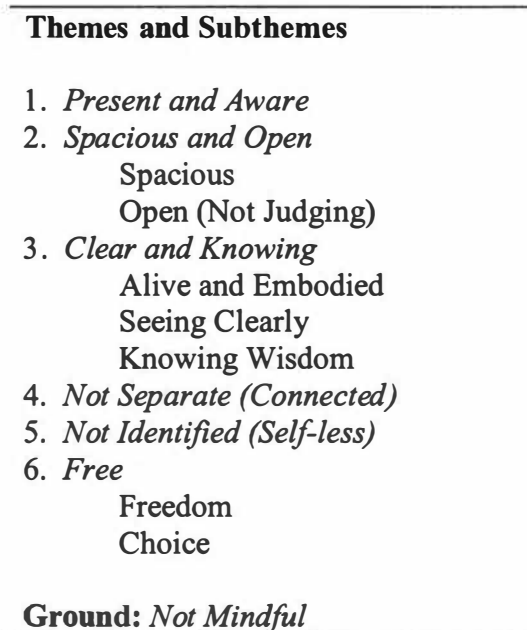 Themes and Subthemes
1. Present and Aware
2. Spacious and Open
Spacious
Open (Not Judging)
3. Clear and Knowing
Alive and Embodied
Seeing Clearly
Knowing Wisdom
4. Not Separate (Connected)
5. Not Identified (Self-less)
6. Free
Freedom
Choice
Ground: Not Mindful